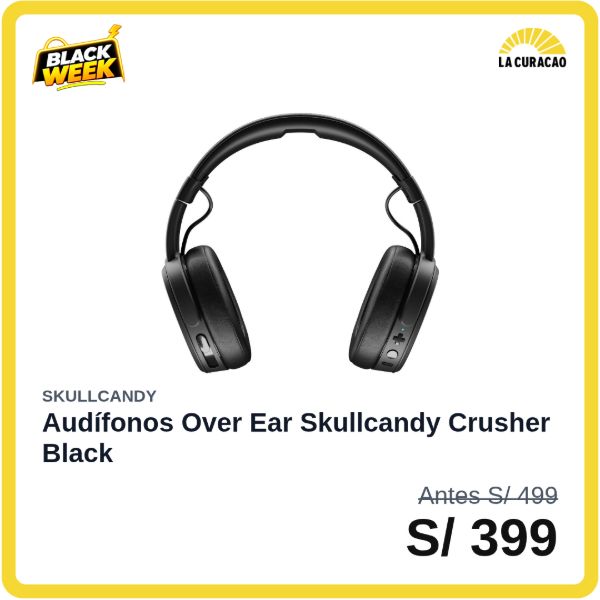 BLACK
WEEK
LA CURACAO
SKULLCANDY
Audífonos Over Ear Skullcandy Crusher
Black
Antes S/ 499
S/ 399